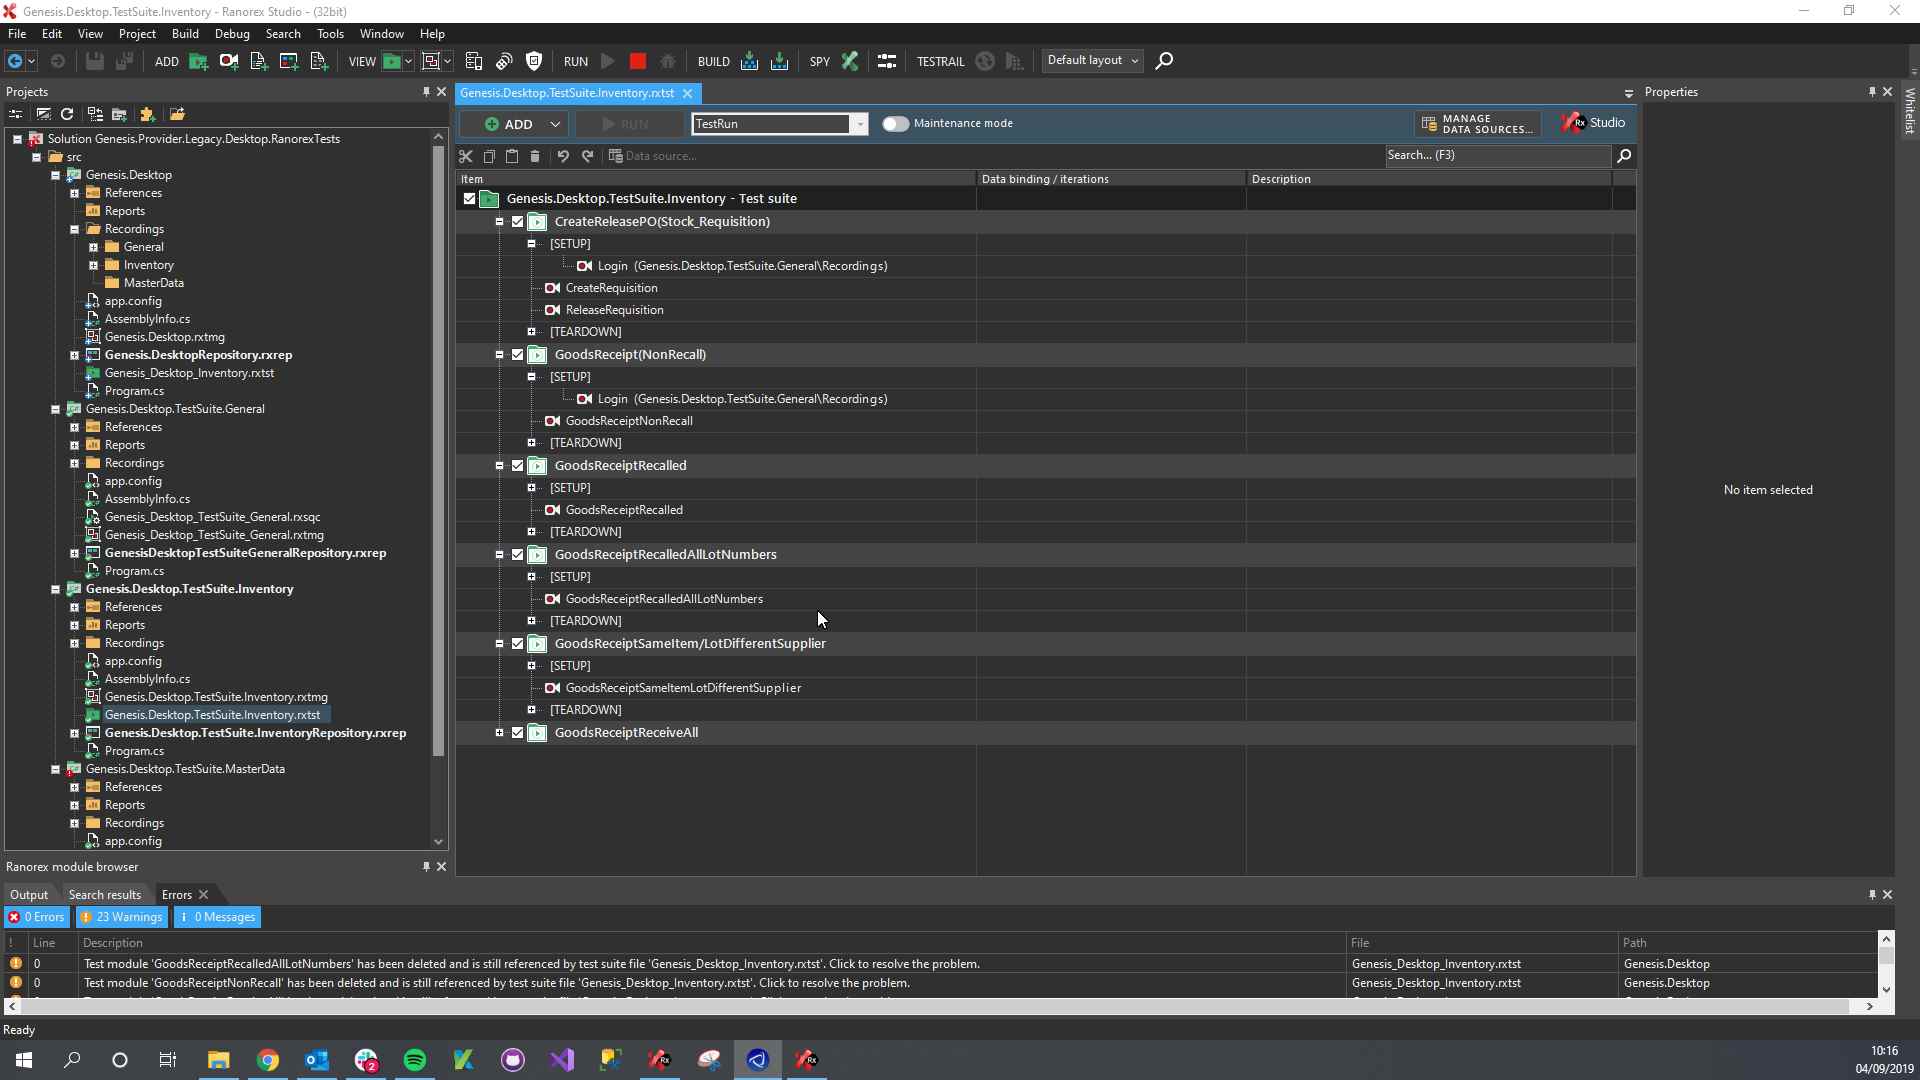 Genesis.Desktop.TestSuite.Inventory - Ranorex Studio - (32bit)
File Edit View Project Build Debug Search Tools Window Help
ADD VIEW RUN BUILD SPY TESTRAIL Default layout
Projects
Solution Genesis.Provider.Legacy.Desktop.RanorexTests
src
Genesis.Desktop
References
Reports
Recordings
General
Inventory
MasterData
app.config
AssemblyInfo.cs
Genesis.Desktop.rxtmg
Genesis.DesktopRepository.rxrep
Genesis_Desktop_Inventory.rxtst
Program.cs
Genesis.Desktop.TestSuite.General
References
Reports
Recordings
app.config
AssemblyInfo.cs
Genesis_Desktop_TestSuite_General.rxsqc
Genesis_Desktop_TestSuite_General.rxtmg
GenesisDesktopTestSuiteGeneralRepository.rxrep
Program.cs
Genesis.Desktop.TestSuite.Inventory
References
Reports
Recordings
app.config
AssemblyInfo.cs
Genesis.Desktop.TestSuite.Inventory.rxtmg
Genesis.Desktop.TestSuite.Inventory.rxtst
Genesis.Desktop.TestSuite.InventoryRepository.rxrep
Program.cs
Genesis.Desktop.TestSuite.MasterData
References
Reports
Recordings
app.config
Ranorex module browser
Genesis.Desktop.TestSuite.Inventory.rxtst
ADD RUN TestRun Maintenance mode MANAGE DATA SOURCES... Rx Studio
Data source... Search... (F3)
Item Data binding / iterations Description
Genesis.Desktop.TestSuite.Inventory - Test suite
CreateReleasePO(Stock_Requisition)
[SETUP]
Login (Genesis.Desktop.TestSuite.General\Recordings)
CreateRequisition
ReleaseRequisition
[TEARDOWN]
GoodsReceipt(NonRecall)
[SETUP]
Login (Genesis.Desktop.TestSuite.General\Recordings)
GoodsReceiptNonRecall
[TEARDOWN]
GoodsReceiptRecalled
[SETUP]
GoodsReceiptRecalled
[TEARDOWN]
GoodsReceiptRecalledAllLotNumbers
[SETUP]
GoodsReceiptRecalledAllLotNumbers
[TEARDOWN]
GoodsReceiptSameItem/LotDifferentSupplier
[SETUP]
GoodsReceiptSameItemLotDifferentSupplier
[TEARDOWN]
GoodsReceiptReceiveAll
Properties
No item selected
Whitelist
Output Search results Errors
0 Errors 23 Warnings 0 Messages
! Line Description File Path
0 Test module 'GoodsReceiptRecalledAllLotNumbers' has been deleted and is still referenced by test suite file 'Genesis_Desktop_Inventory.rxtst'. Click to resolve the problem. Genesis_Desktop_Inventory.rxtst Genesis.Desktop
0 Test module 'GoodsReceiptNonRecall' has been deleted and is still referenced by test suite file 'Genesis_Desktop_Inventory.rxtst'. Click to resolve the problem. Genesis_Desktop_Inventory.rxtst Genesis.Desktop
Ready
2
10:16
04/09/2019